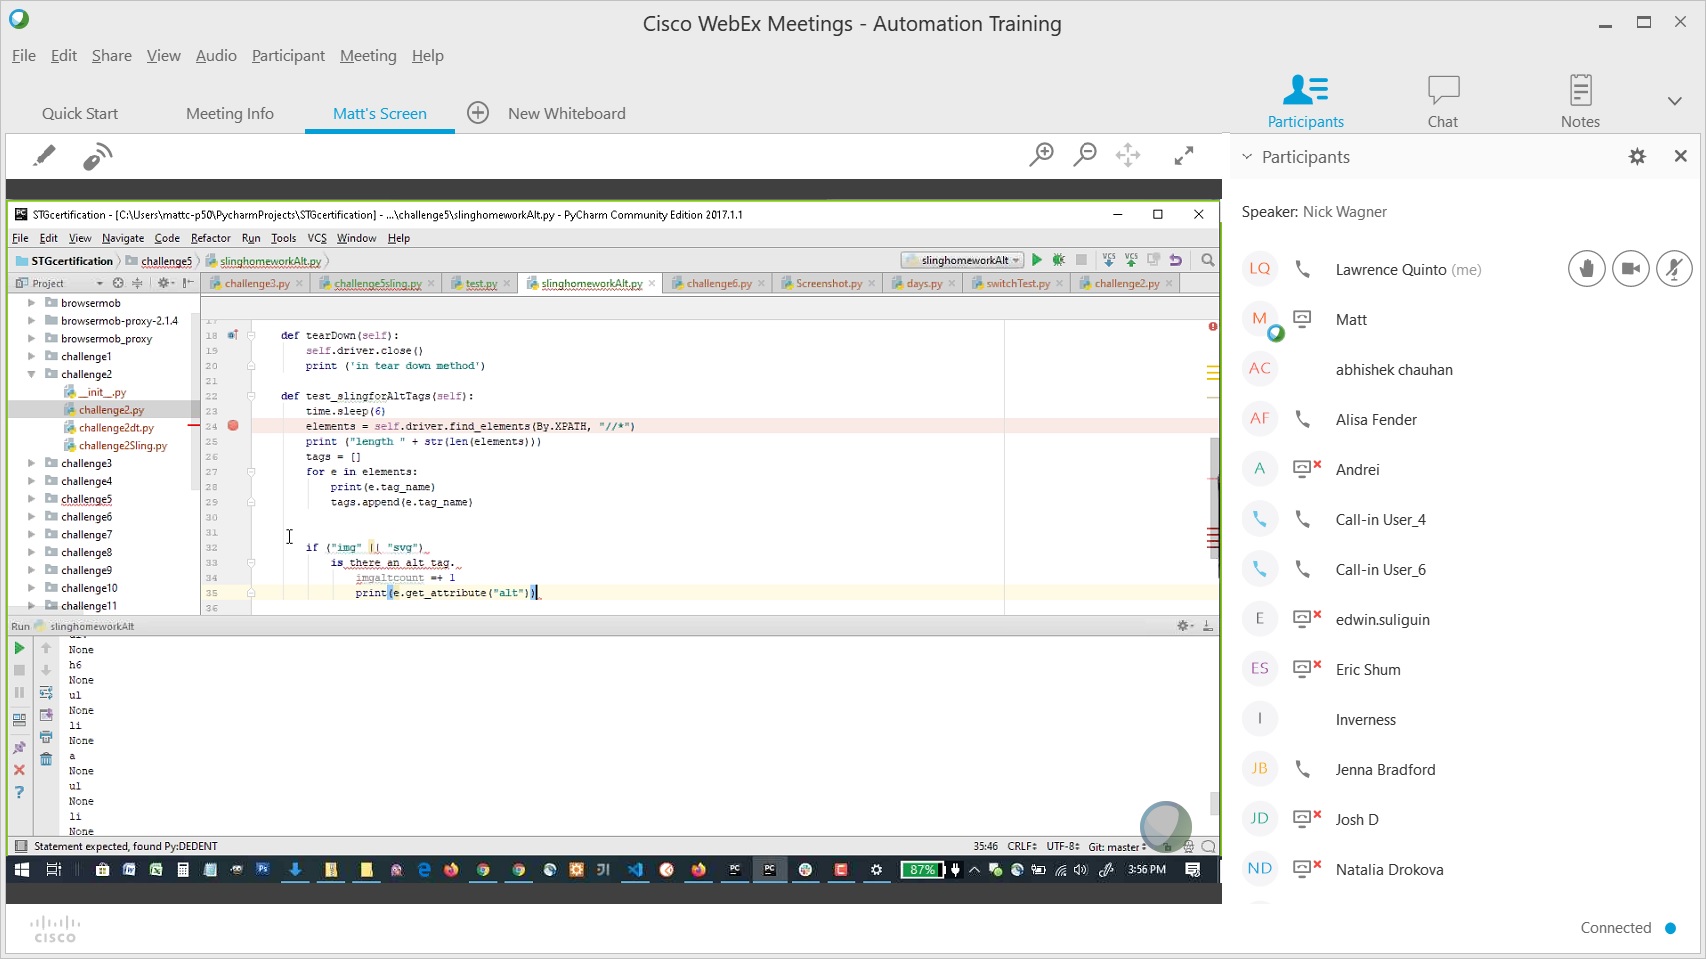 Cisco WebEx Meetings - Automation Training
File Edit Share View Audio Participant Meeting Help
Quick Start Meeting Info Matt's Screen New Whiteboard
Participants Chat Notes
Participants
Speaker: Nick Wagner
LQ Lawrence Quinto (me)
M Matt
AC abhishek chauhan
AF Alisa Fender
A Andrei
Call-in User_4
Call-in User_6
E edwin.suliguin
ES Eric Shum
I Inverness
JB Jenna Bradford
JD Josh D
ND Natalia Drokova
STGcertification - [C:\Users\mattc-p50\PycharmProjects\STGcertification] - ...\challenge5\slinghomeworkAlt.py - PyCharm Community Edition 2017.1.1
File Edit View Navigate Code Refactor Run Tools VCS Window Help
STGcertification challenge5 slinghomeworkAlt.py
slinghomeworkAlt VCS VCS
Project
challenge3.py challenge5sling.py test.py slinghomeworkAlt.py challenge6.py Screenshot.py days.py switchTest.py challenge2.py
browsermob
browsermob-proxy-2.1.4
browsermob_proxy
challenge1
challenge2
__init__.py
challenge2.py
challenge2dt.py
challenge2Sling.py
challenge3
challenge4
challenge5
challenge6
challenge7
challenge8
challenge9
challenge10
challenge11
17
18 def tearDown(self):
19 self.driver.close()
20 print ('in tear down method')
21
22 def test_slingforAltTags(self):
23 time.sleep(6)
24 elements = self.driver.find_elements(By.XPATH, "//*")
25 print ("length " + str(len(elements)))
26 tags = []
27 for e in elements:
28 print(e.tag_name)
29 tags.append(e.tag_name)
30
31
32 if ("img" || "svg")
33 is there an alt tag.
34 imgaltcount =+ 1
35 print(e.get_attribute("alt"))
36
Run slinghomeworkAlt
None
h6
None
ul
None
li
None
a
None
ul
None
li
None
Statement expected, found Py:DEDENT
35:46 CRLF UTF-8 Git: master
87% 3:56 PM
CISCO
Connected